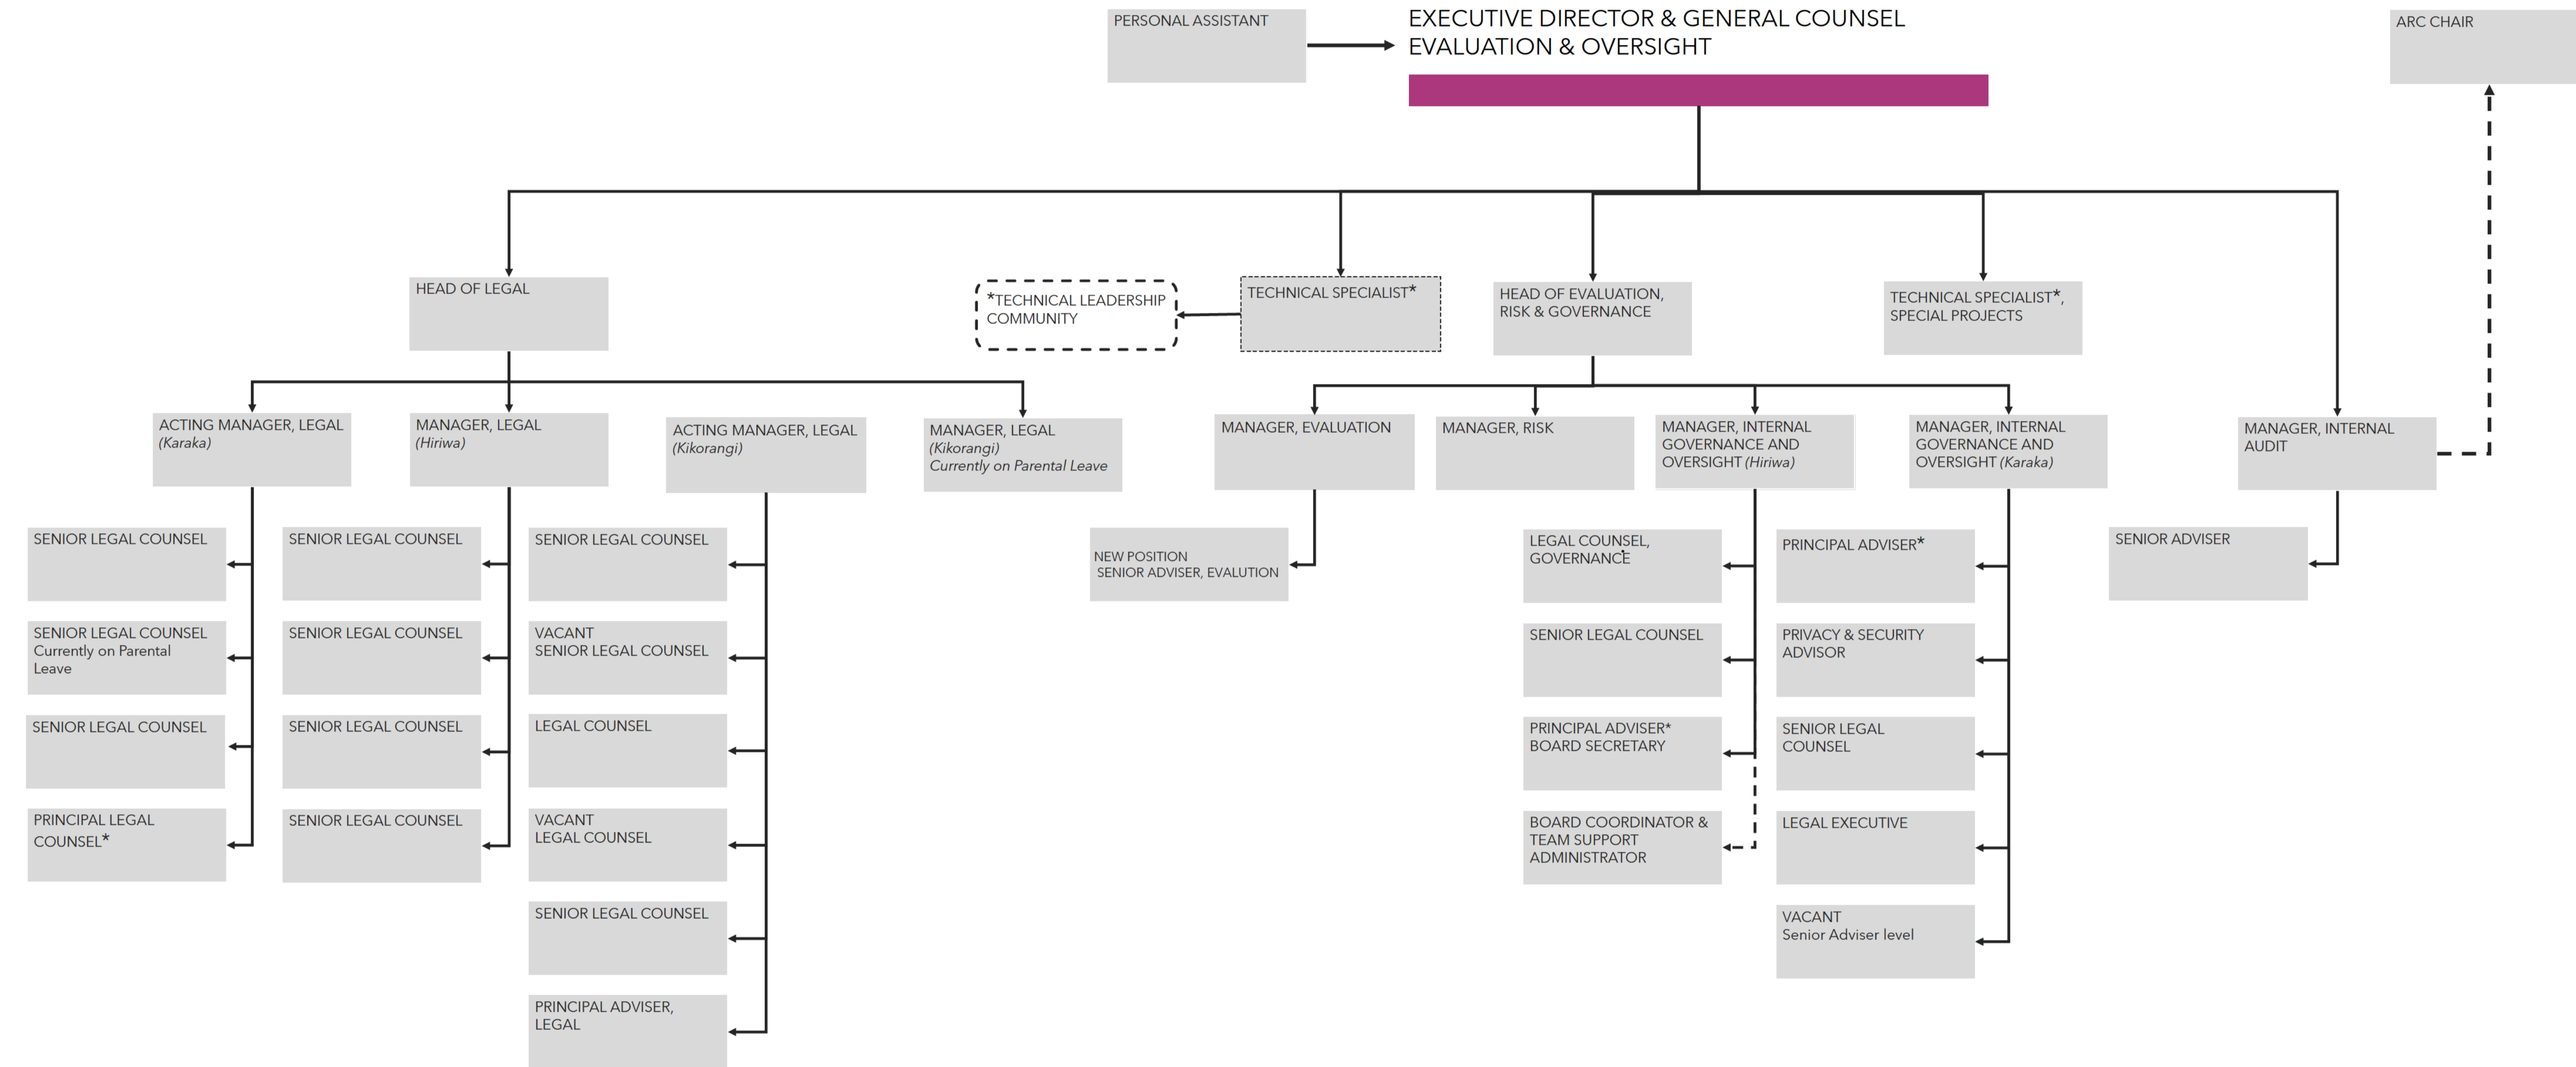 PERSONAL ASSISTANT
EXECUTIVE DIRECTOR & GENERAL COUNSEL
EVALUATION & OVERSIGHT
ARC CHAIR
HEAD OF LEGAL
*TECHNICAL LEADERSHIP
COMMUNITY
TECHNICAL SPECIALIST*
HEAD OF EVALUATION,
RISK & GOVERNANCE
TECHNICAL SPECIALIST*,
SPECIAL PROJECTS
ACTING MANAGER, LEGAL
(Karaka)
MANAGER, LEGAL
(Hiriwa)
ACTING MANAGER, LEGAL
(Kikorangi)
MANAGER, LEGAL
(Kikorangi)
Currently on Parental Leave
MANAGER, EVALUATION
MANAGER, RISK
MANAGER, INTERNAL
GOVERNANCE AND
OVERSIGHT (Hiriwa)
MANAGER, INTERNAL
GOVERNANCE AND
OVERSIGHT (Karaka)
MANAGER, INTERNAL
AUDIT
SENIOR LEGAL COUNSEL
SENIOR LEGAL COUNSEL
Currently on Parental
Leave
SENIOR LEGAL COUNSEL
PRINCIPAL LEGAL
COUNSEL*
SENIOR LEGAL COUNSEL
SENIOR LEGAL COUNSEL
SENIOR LEGAL COUNSEL
SENIOR LEGAL COUNSEL
SENIOR LEGAL COUNSEL
VACANT
SENIOR LEGAL COUNSEL
LEGAL COUNSEL
VACANT
LEGAL COUNSEL
SENIOR LEGAL COUNSEL
PRINCIPAL ADVISER,
LEGAL
NEW POSITION
SENIOR ADVISER, EVALUTION
LEGAL COUNSEL,
GOVERNANCE
SENIOR LEGAL COUNSEL
PRINCIPAL ADVISER*
BOARD SECRETARY
BOARD COORDINATOR &
TEAM SUPPORT
ADMINISTRATOR
PRINCIPAL ADVISER*
PRIVACY & SECURITY
ADVISOR
SENIOR LEGAL
COUNSEL
LEGAL EXECUTIVE
VACANT
Senior Adviser level
SENIOR ADVISER